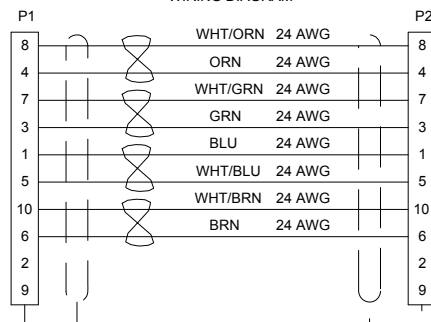 WIRING DIAGRAM
P1 P2
8 WHT/ORN 24 AWG 8
4 ORN 24 AWG 4
7 WHT/GRN 24 AWG 7
3 GRN 24 AWG 3
1 BLU 24 AWG 1
5 WHT/BLU 24 AWG 5
10 WHT/BRN 24 AWG 10
6 BRN 24 AWG 6
2 2
9 9